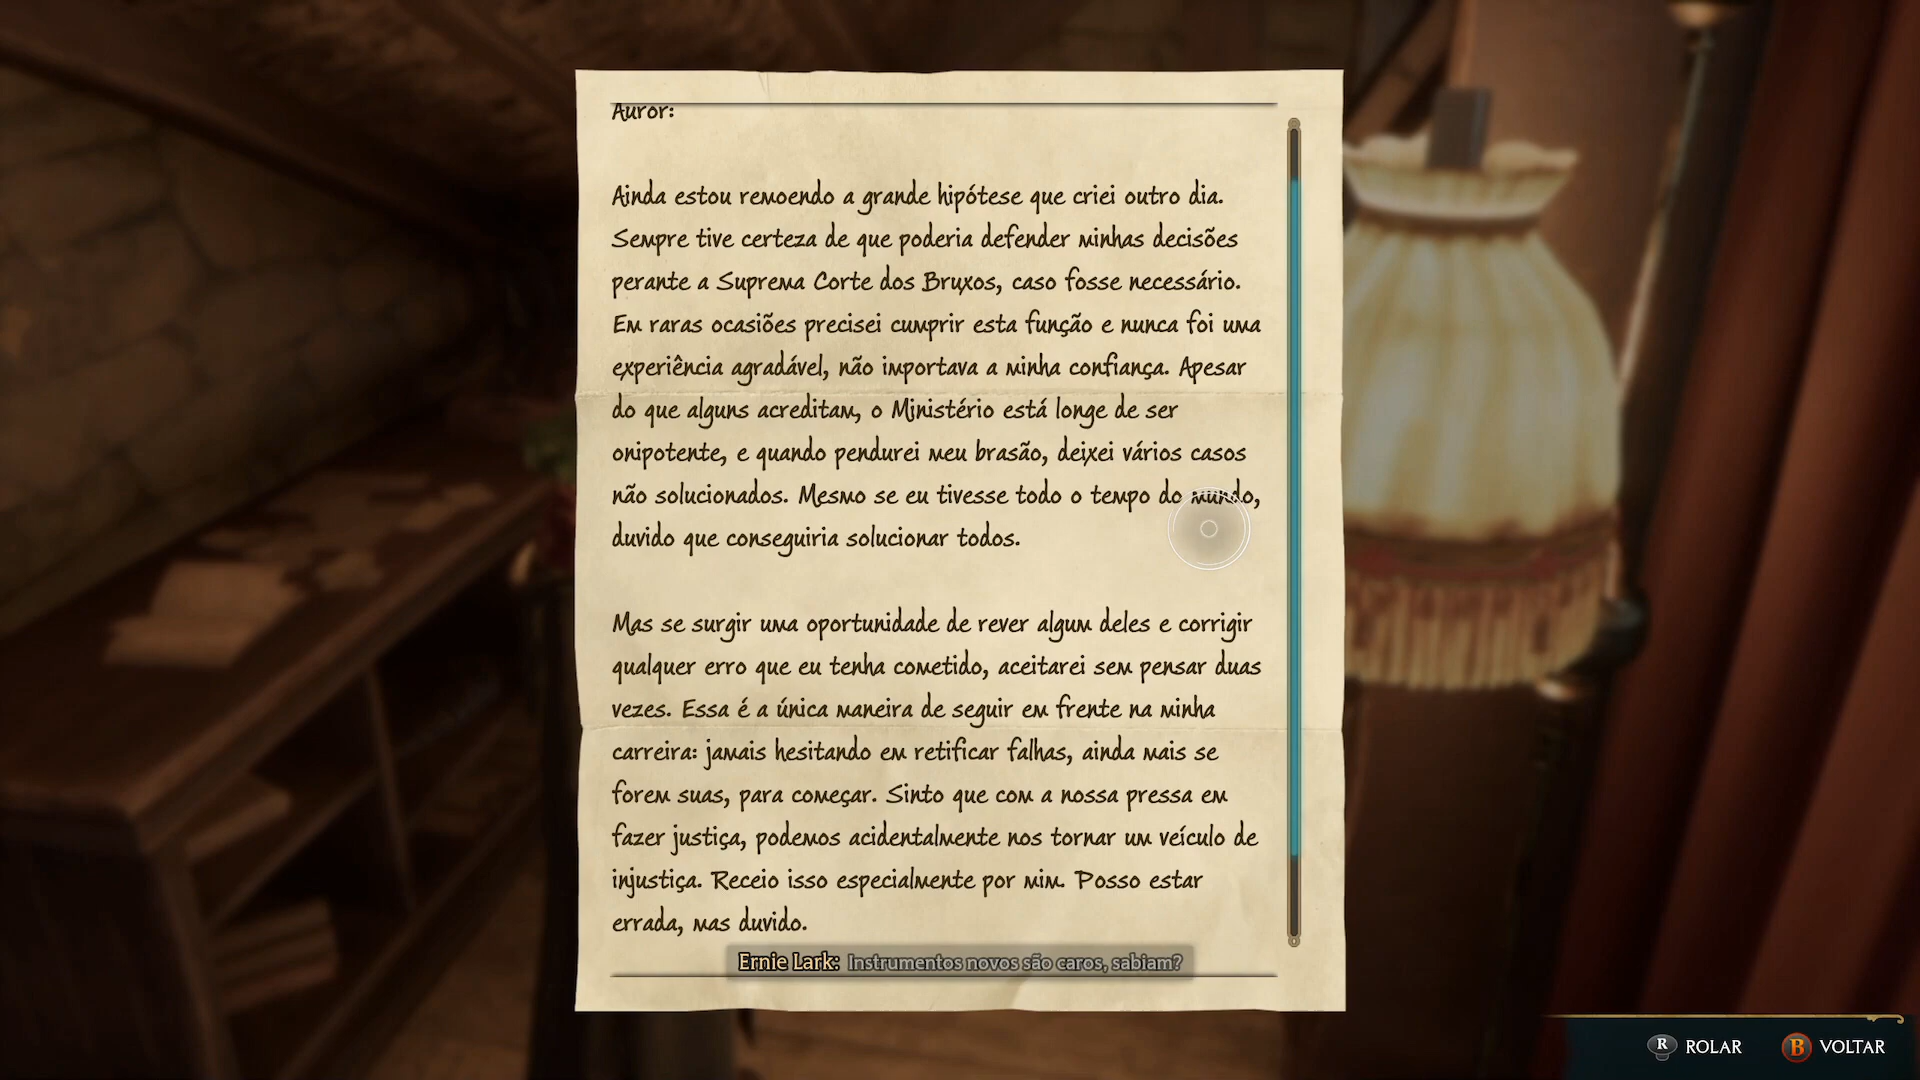 Auror:
Ainda estou remoendo a grande hipótese que criei outro dia.
Sempre tive certeza de que poderia defender minhas decisões
perante a Suprema Corte dos Bruxos, caso fosse necessário.
Em raras ocasiões precisei cumprir esta função e nunca foi uma
experiência agradável, não importava a minha confiança. Apesar
do que alguns acreditam, o Ministério está longe de ser
onipotente, e quando pendurei meu brasão, deixei vários casos
não solucionados. Mesmo se eu tivesse todo o tempo do mundo,
duvido que conseguiria solucionar todos.
Mas se surgir uma oportunidade de rever algum deles e corrigir
qualquer erro que eu tenha cometido, aceitarei sem pensar duas
vezes. Essa é a única maneira de seguir em frente na minha
carreira: jamais hesitando em retificar falhas, ainda mais se
forem suas, para começar. Sinto que com a nossa pressa em
fazer justiça, podemos acidentalmente nos tornar um veículo de
injustiça. Receio isso especialmente por mim. Posso estar
errada, mas duvido.
Ernie Lark: Instrumentos novos são caros, sabiam?
R ROLAR B VOLTAR